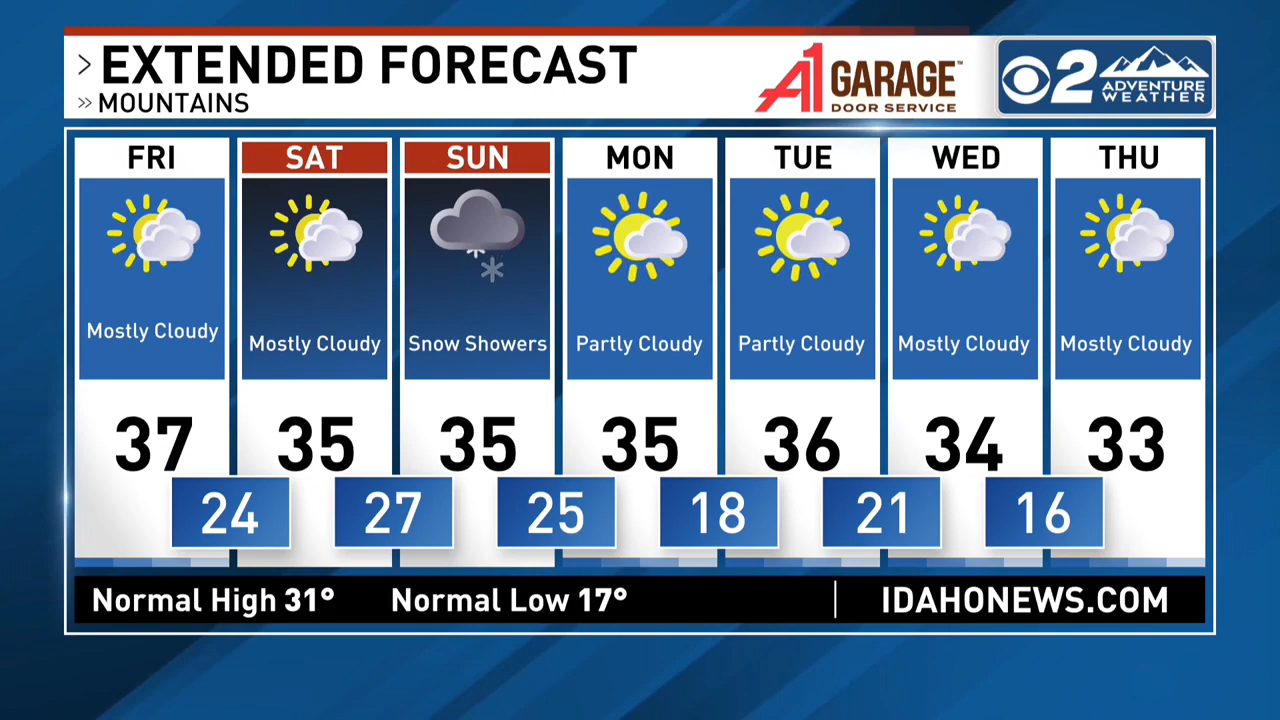 > EXTENDED FORECAST
» MOUNTAINS
A1 GARAGE™
DOOR SERVICE
2 ADVENTURE
WEATHER
FRI SAT SUN MON TUE WED THU
Mostly Cloudy Mostly Cloudy Snow Showers Partly Cloudy Partly Cloudy Mostly Cloudy Mostly Cloudy
37 35 35 35 36 34 33
24 27 25 18 21 16
Normal High 31° Normal Low 17° IDAHONEWS.COM